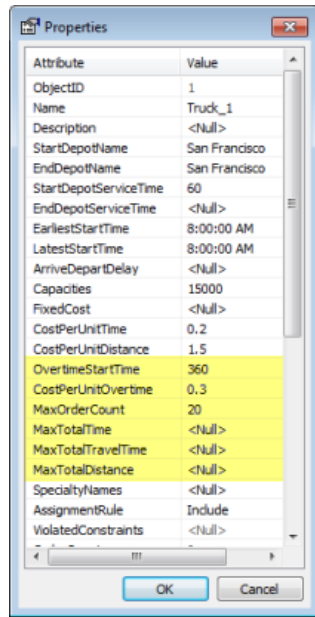 Properties
Attribute Value
ObjectID 1
Name Truck_1
Description <Null>
StartDepotName San Francisco
EndDepotName San Francisco
StartDepotServiceTime 60
EndDepotServiceTime <Null>
EarliestStartTime 8:00:00 AM
LatestStartTime 8:00:00 AM
ArriveDepartDelay <Null>
Capacities 15000
FixedCost <Null>
CostPerUnitTime 0.2
CostPerUnitDistance 1.5
OvertimeStartTime 360
CostPerUnitOvertime 0.3
MaxOrderCount 20
MaxTotalTime <Null>
MaxTotalTravelTime <Null>
MaxTotalDistance <Null>
SpecialtyNames <Null>
AssignmentRule Include
ViolatedConstraints <Null>
OK Cancel